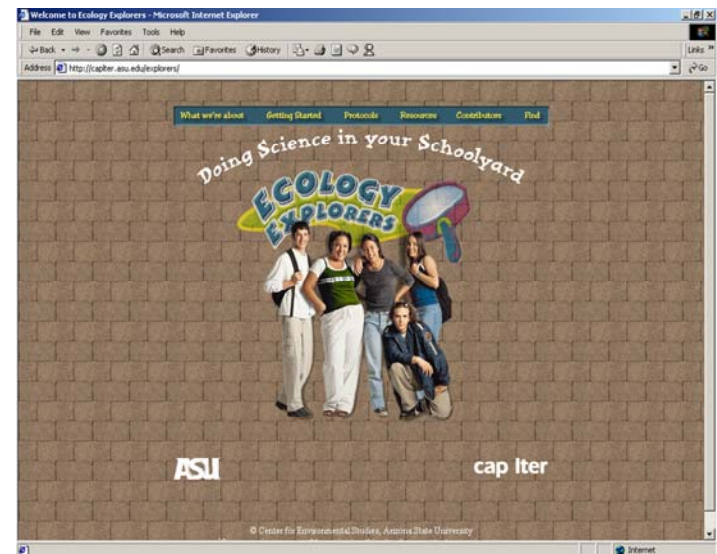 Welcome to Ecology Explorers - Microsoft Internet Explorer
File Edit View Favorites Tools Help
Back Search Favorites History Links »
Address http://caplter.asu.edu/explorers/ Go
What we're about Getting Started Protocols Resources Contributors Find
Doing Science in your Schoolyard
ECOLOGY
EXPLORERS
ASU cap lter
© Center for Environmental Studies, Arizona State University
Internet